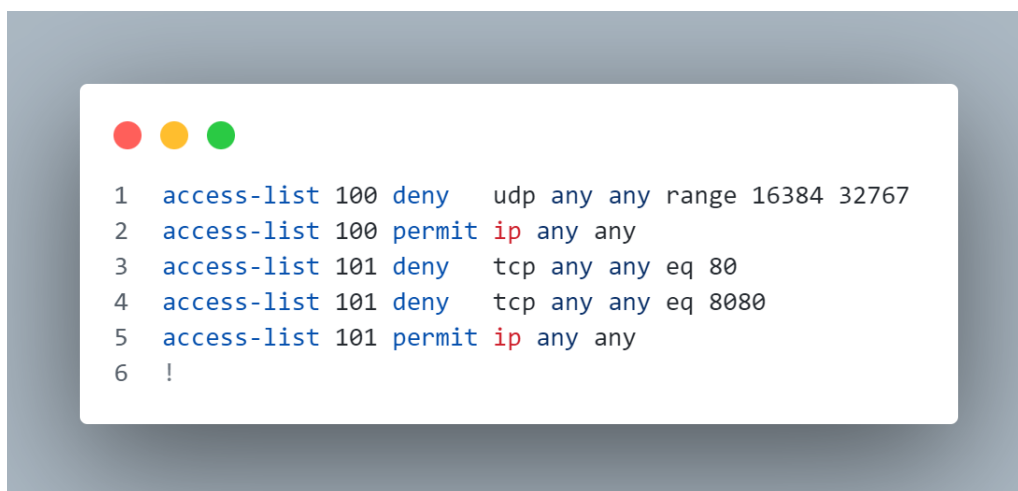 1 access-list 100 deny   udp any any range 16384 32767
2 access-list 100 permit ip any any
3 access-list 101 deny   tcp any any eq 80
4 access-list 101 deny   tcp any any eq 8080
5 access-list 101 permit ip any any
6 !